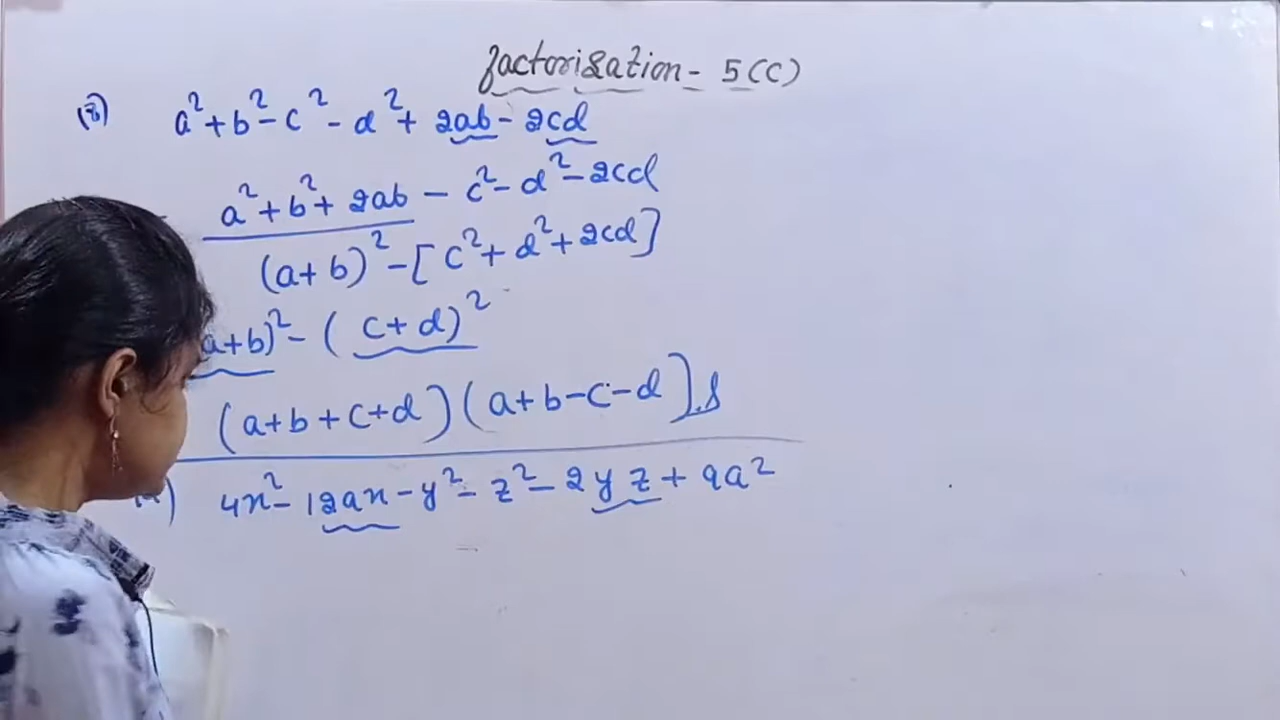 factorization - 5(C)
(8) a²+b²-c²-d²+2ab-2cd
a²+b²+2ab-c²-d²-2cd
(a+b)²-[c²+d²+2cd]
a+b)²-(c+d)²
(a+b+c+d)(a+b-c-d)
4x²-12ax-y²-z²-2yz+9a²